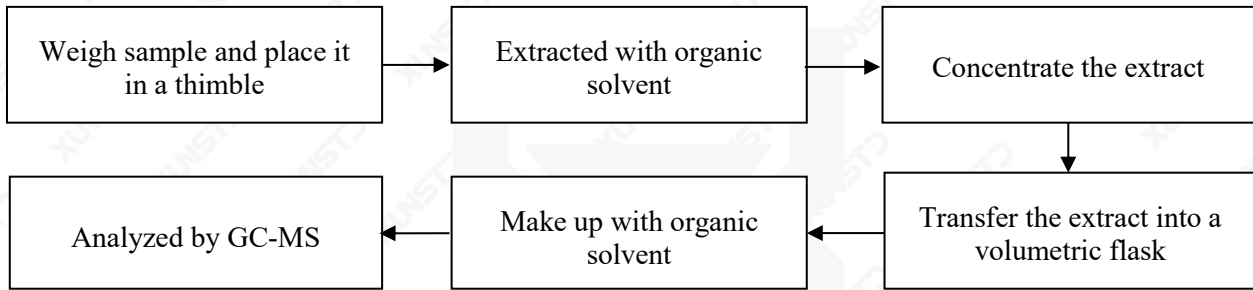 Weigh sample and place it
in a thimble
Extracted with organic
solvent
Concentrate the extract
Transfer the extract into a
volumetric flask
Make up with organic
solvent
Analyzed by GC-MS